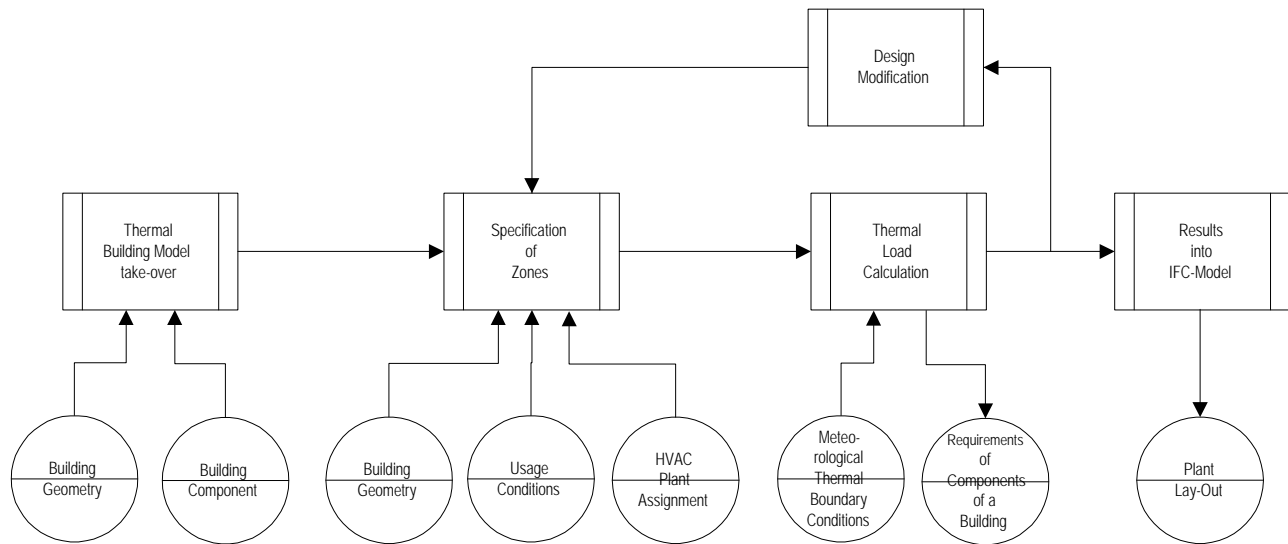 Design
Modification
Thermal
Building Model
take-over
Specification
of
Zones
Thermal
Load
Calculation
Results
into
IFC-Model
Building
Geometry
Building
Component
Building
Geometry
Usage
Conditions
HVAC
Plant
Assignment
Meteo-
rological
Thermal
Boundary
Conditions
Requirements
of
Components
of a
Building
Plant
Lay-Out